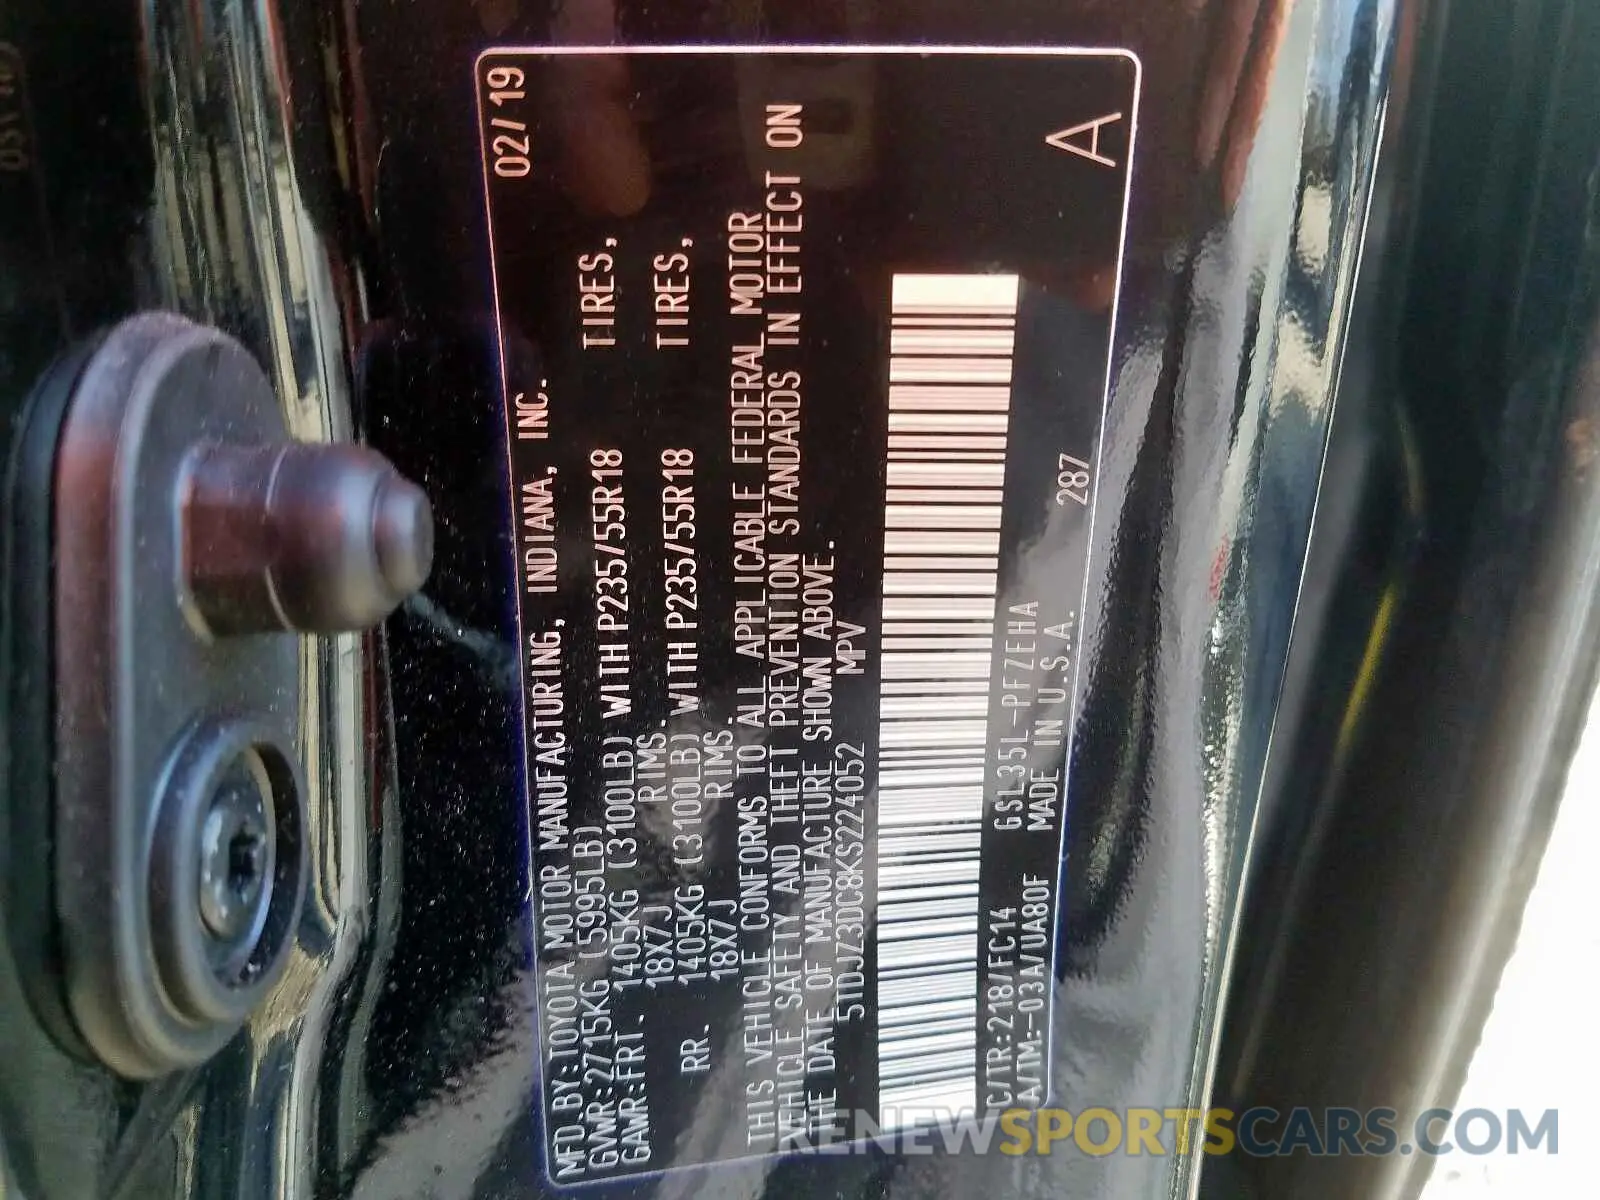 MFD.BY:TOYOTA MOTOR MANUFACTURING, INDIANA, INC. 02/19
GVWR:2715KG (5995LB)
GAWR:FRT. 1405KG (3100LB) WITH P235/55R18 TIRES,
18X7J RIMS.
RR. 1405KG (3100LB) WITH P235/55R18 TIRES,
18X7J RIMS.
THIS VEHICLE CONFORMS TO ALL APPLICABLE FEDERAL MOTOR
VEHICLE SAFETY AND THEFT PREVENTION STANDARDS IN EFFECT ON
THE DATE OF MANUFACTURE SHOWN ABOVE.
5TDJZ3DC8KS224052 MPV
C/TR:218/FC14 GSL35L-PFZEHA
A/TM:-03A/UA80F MADE IN U.S.A. 287
A
RENEWSPORTSCARS.COM